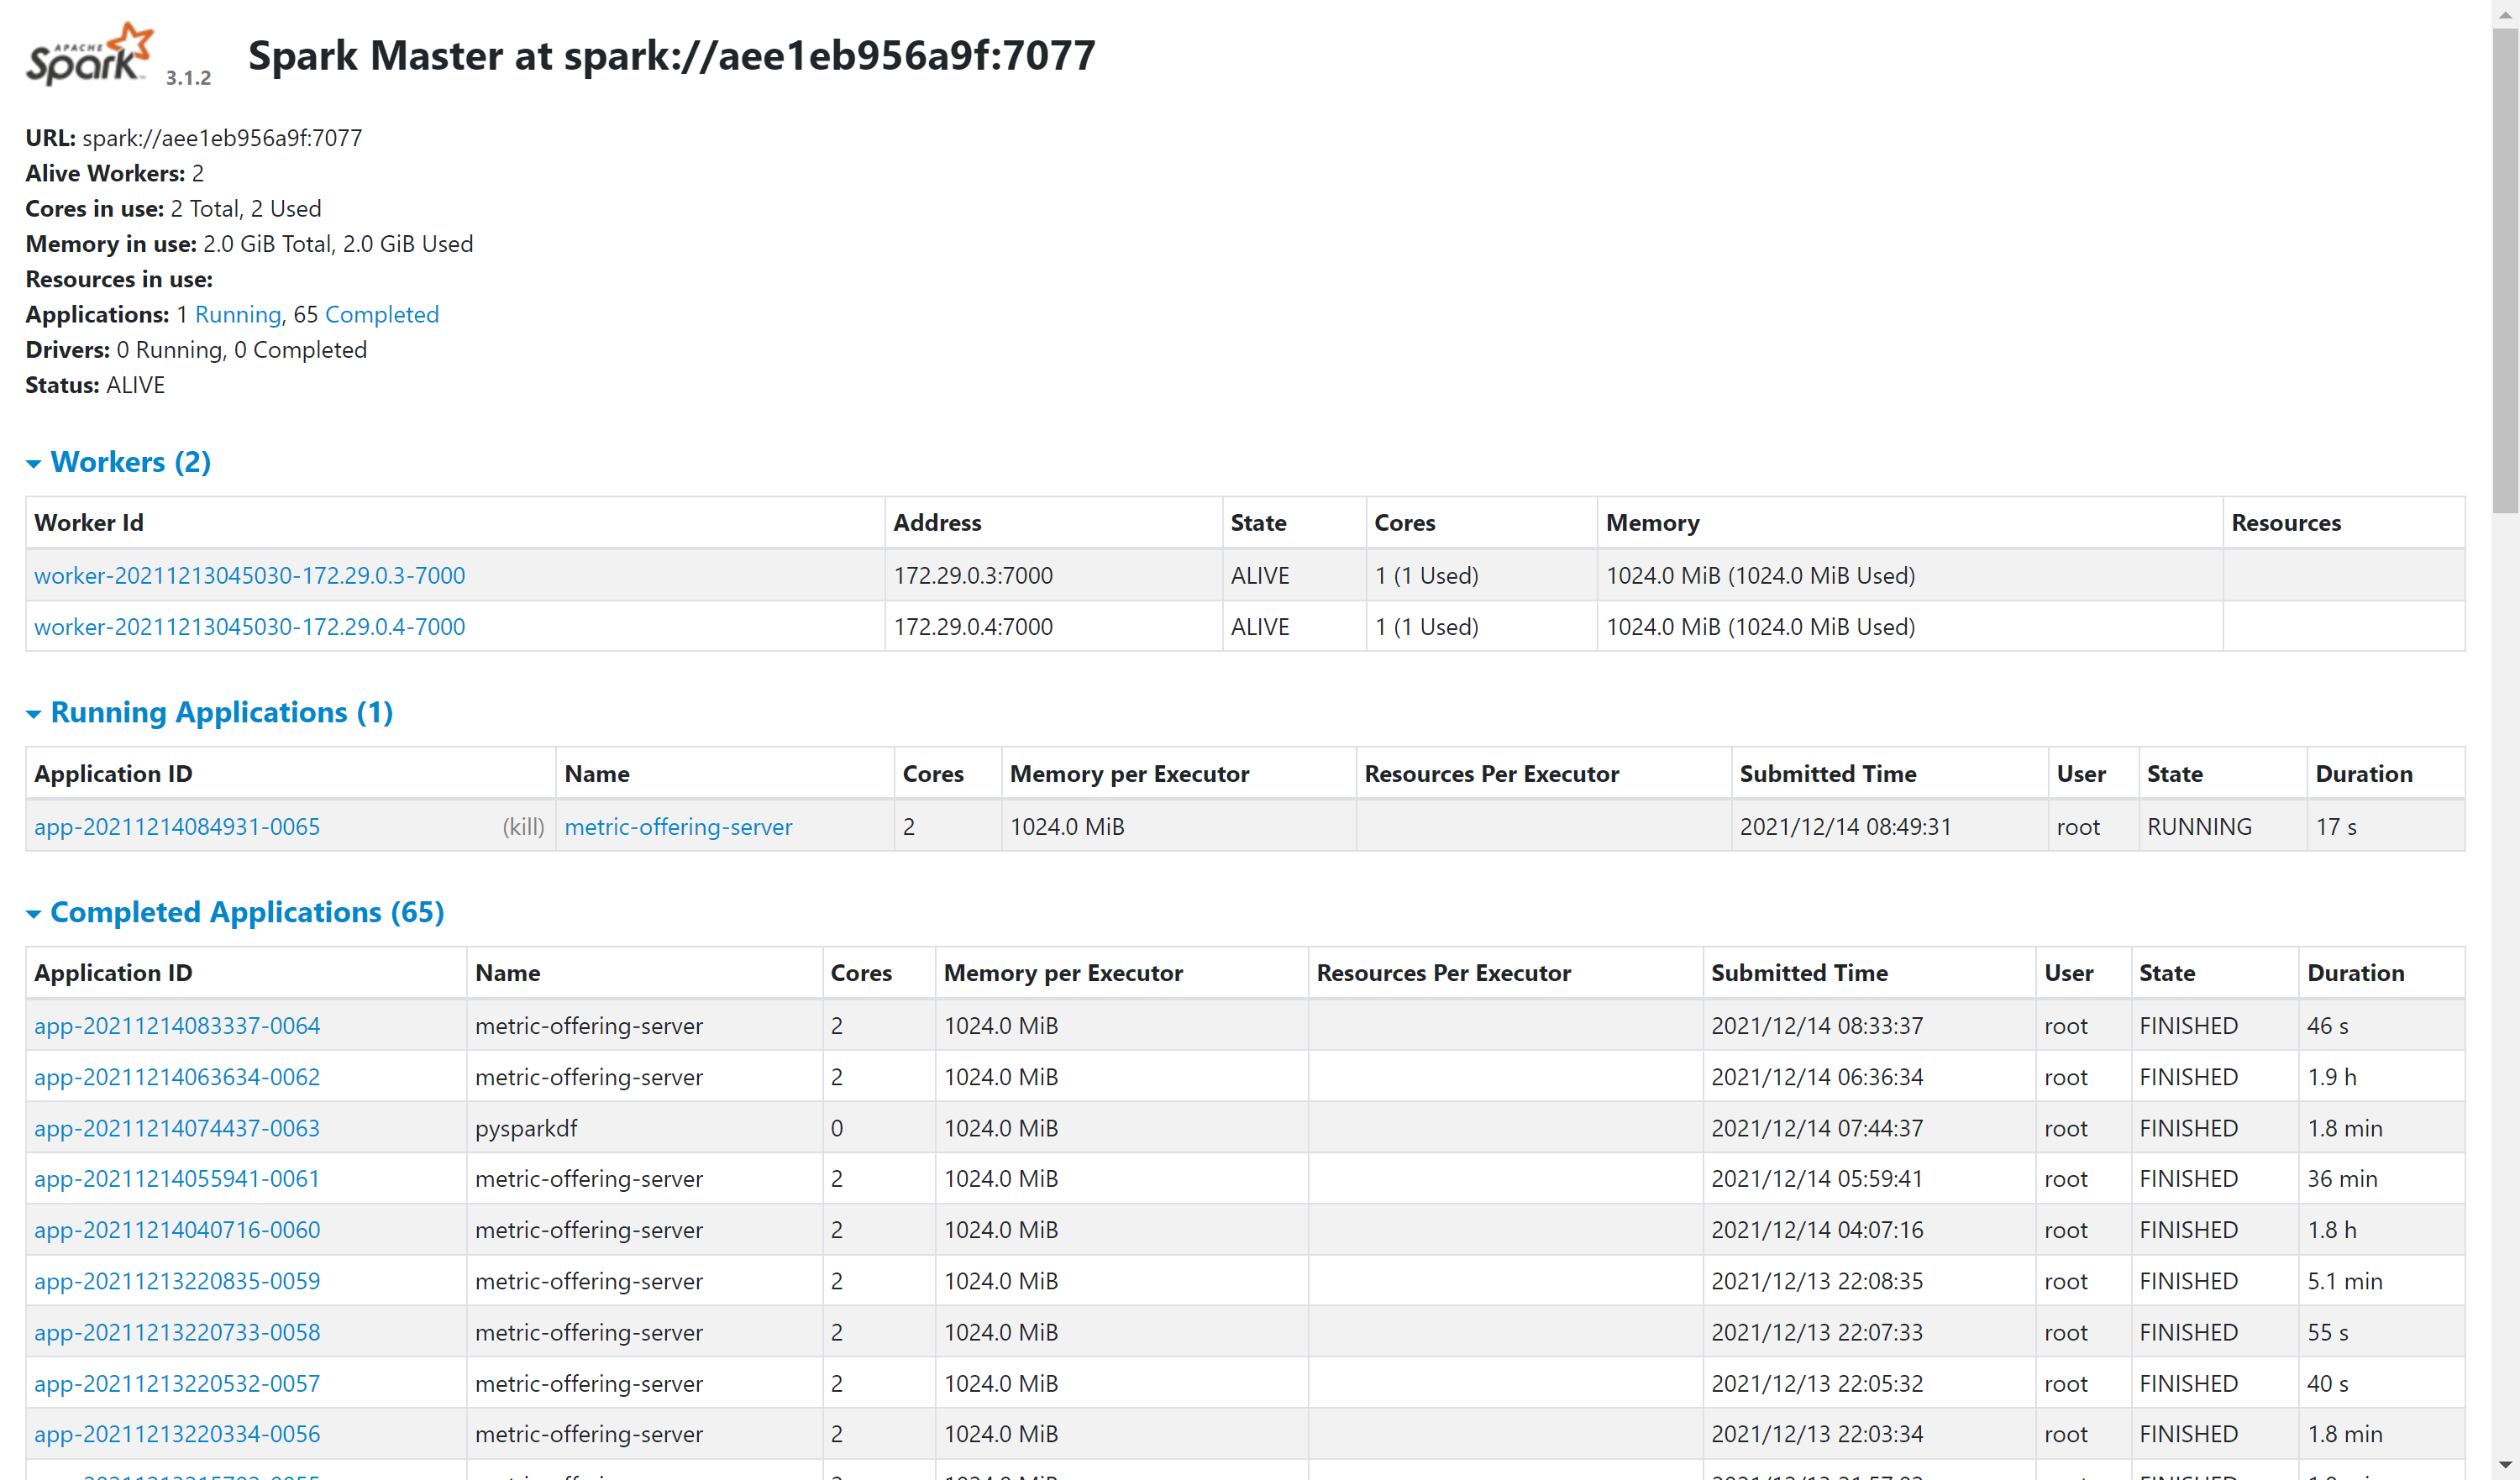 APACHE Spark 3.1.2 Spark Master at spark://aee1eb956a9f:7077
URL: spark://aee1eb956a9f:7077
Alive Workers: 2
Cores in use: 2 Total, 2 Used
Memory in use: 2.0 GiB Total, 2.0 GiB Used
Resources in use:
Applications: 1 Running, 65 Completed
Drivers: 0 Running, 0 Completed
Status: ALIVE
Workers (2)
Worker Id Address State Cores Memory Resources
worker-20211213045030-172.29.0.3-7000 172.29.0.3:7000 ALIVE 1 (1 Used) 1024.0 MiB (1024.0 MiB Used)
worker-20211213045030-172.29.0.4-7000 172.29.0.4:7000 ALIVE 1 (1 Used) 1024.0 MiB (1024.0 MiB Used)
Running Applications (1)
Application ID Name Cores Memory per Executor Resources Per Executor Submitted Time User State Duration
app-20211214084931-0065 (kill) metric-offering-server 2 1024.0 MiB 2021/12/14 08:49:31 root RUNNING 17 s
Completed Applications (65)
Application ID Name Cores Memory per Executor Resources Per Executor Submitted Time User State Duration
app-20211214083337-0064 metric-offering-server 2 1024.0 MiB 2021/12/14 08:33:37 root FINISHED 46 s
app-20211214063634-0062 metric-offering-server 2 1024.0 MiB 2021/12/14 06:36:34 root FINISHED 1.9 h
app-20211214074437-0063 pysparkdf 0 1024.0 MiB 2021/12/14 07:44:37 root FINISHED 1.8 min
app-20211214055941-0061 metric-offering-server 2 1024.0 MiB 2021/12/14 05:59:41 root FINISHED 36 min
app-20211214040716-0060 metric-offering-server 2 1024.0 MiB 2021/12/14 04:07:16 root FINISHED 1.8 h
app-20211213220835-0059 metric-offering-server 2 1024.0 MiB 2021/12/13 22:08:35 root FINISHED 5.1 min
app-20211213220733-0058 metric-offering-server 2 1024.0 MiB 2021/12/13 22:07:33 root FINISHED 55 s
app-20211213220532-0057 metric-offering-server 2 1024.0 MiB 2021/12/13 22:05:32 root FINISHED 40 s
app-20211213220334-0056 metric-offering-server 2 1024.0 MiB 2021/12/13 22:03:34 root FINISHED 1.8 min